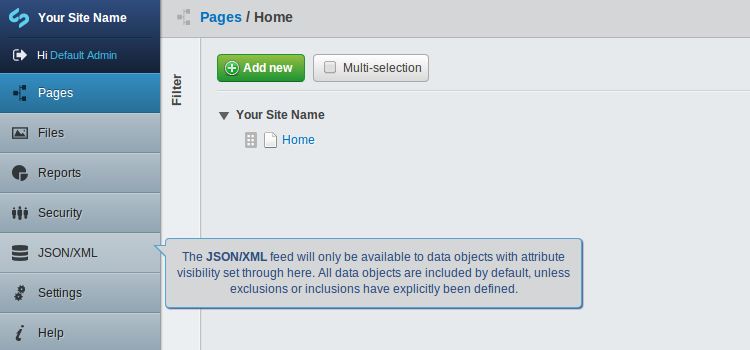 Your Site Name
Hi Default Admin
Pages
Files
Reports
Security
JSON/XML
Settings
Help
Pages / Home
Filter
Add new
Multi-selection
Your Site Name
Home
The JSON/XML feed will only be available to data objects with attribute
visibility set through here. All data objects are included by default, unless
exclusions or inclusions have explicitly been defined.